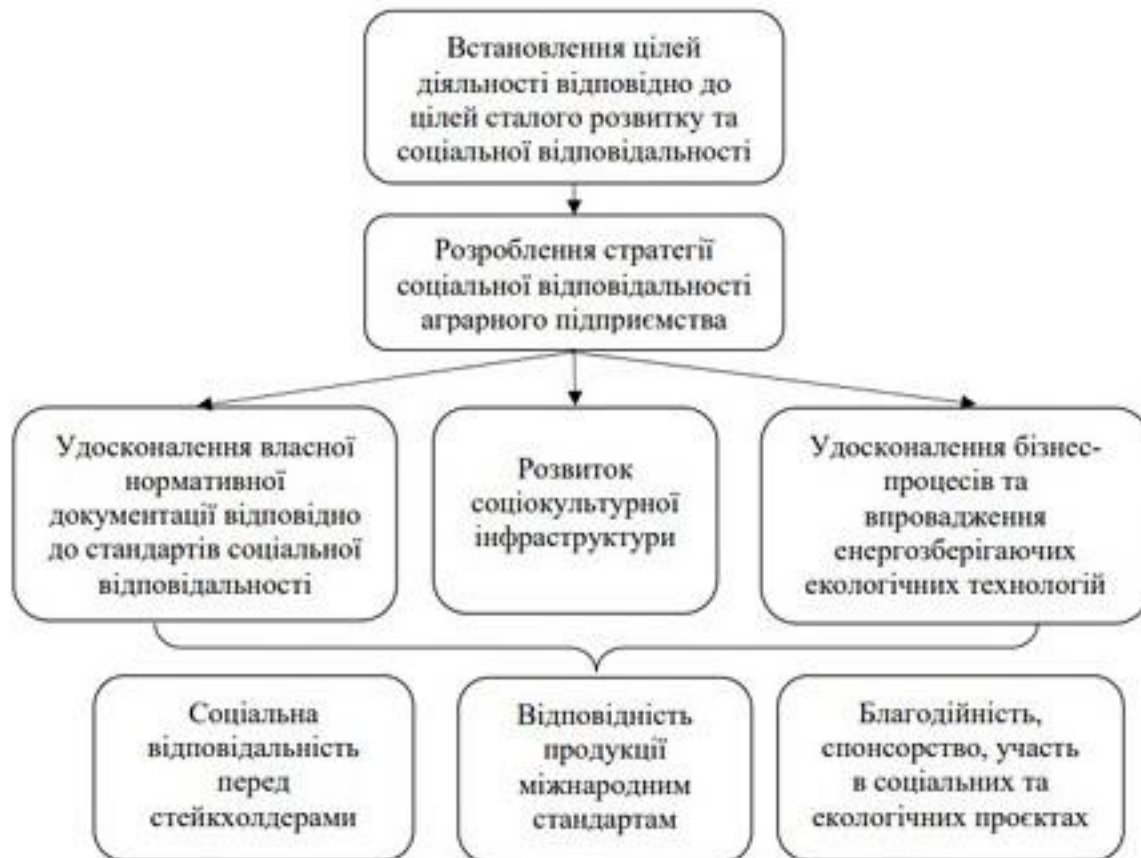 Встановлення цілей
діяльності відповідно до
цілей сталого розвитку та
соціальної відповідальності
Розроблення стратегії
соціальної відповідальності
аграрного підприємства
Удосконалення власної
нормативної
документації відповідно
до стандартів соціальної
відповідальності
Розвиток
соціокультурної
інфраструктури
Удосконалення бізнес-
процесів та
впровадження
енергозберігаючих
екологічних технологій
Соціальна
відповідальність
перед
стейкхолдерами
Відповідність
продукції
міжнародним
стандартам
Благодійність,
спонсорство, участь
в соціальних та
екологічних проєктах